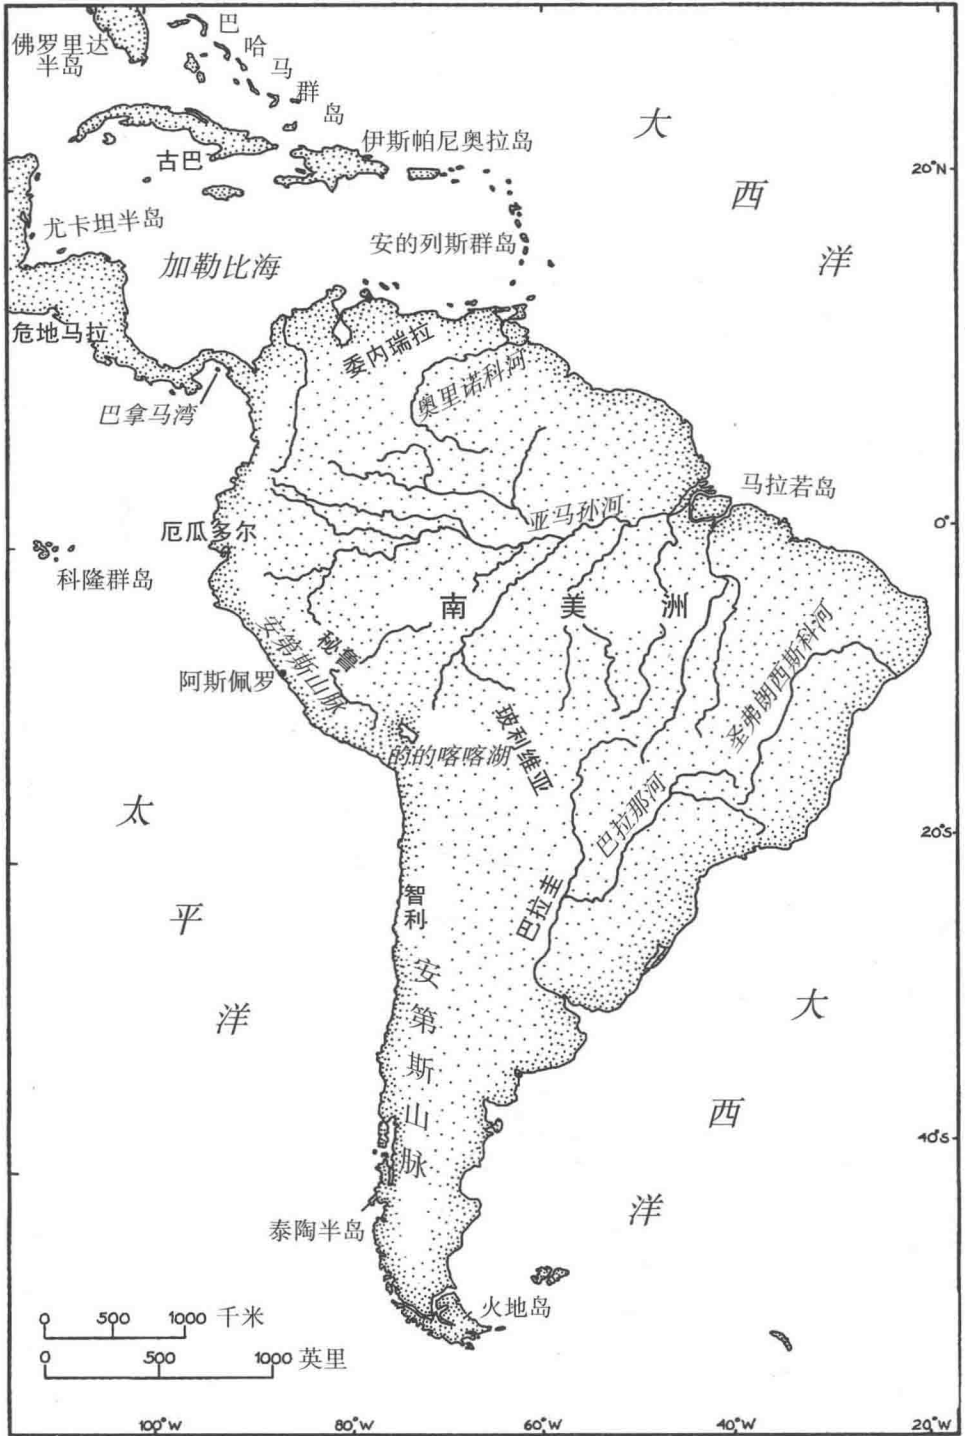 佛罗里达
半岛
巴哈马群岛
大西洋
古巴
伊斯帕尼奥拉岛
20°N
尤卡坦半岛
加勒比海
安的列斯群岛
危地马拉
委内瑞拉
奥里诺科河
巴拿马湾
马拉若岛
亚马孙河
0°
厄瓜多尔
科隆群岛
南美洲
秘鲁
安第斯山脉
阿斯佩罗
圣弗朗西斯科河
玻利维亚
的的喀喀湖
太平洋
巴拉那河
20°S
智利
巴拉圭
安第斯山脉
大西洋
40°S
泰陶半岛
火地岛
0 500 1000 千米
0 500 1000 英里
100°W 80°W 60°W 40°W 20°W